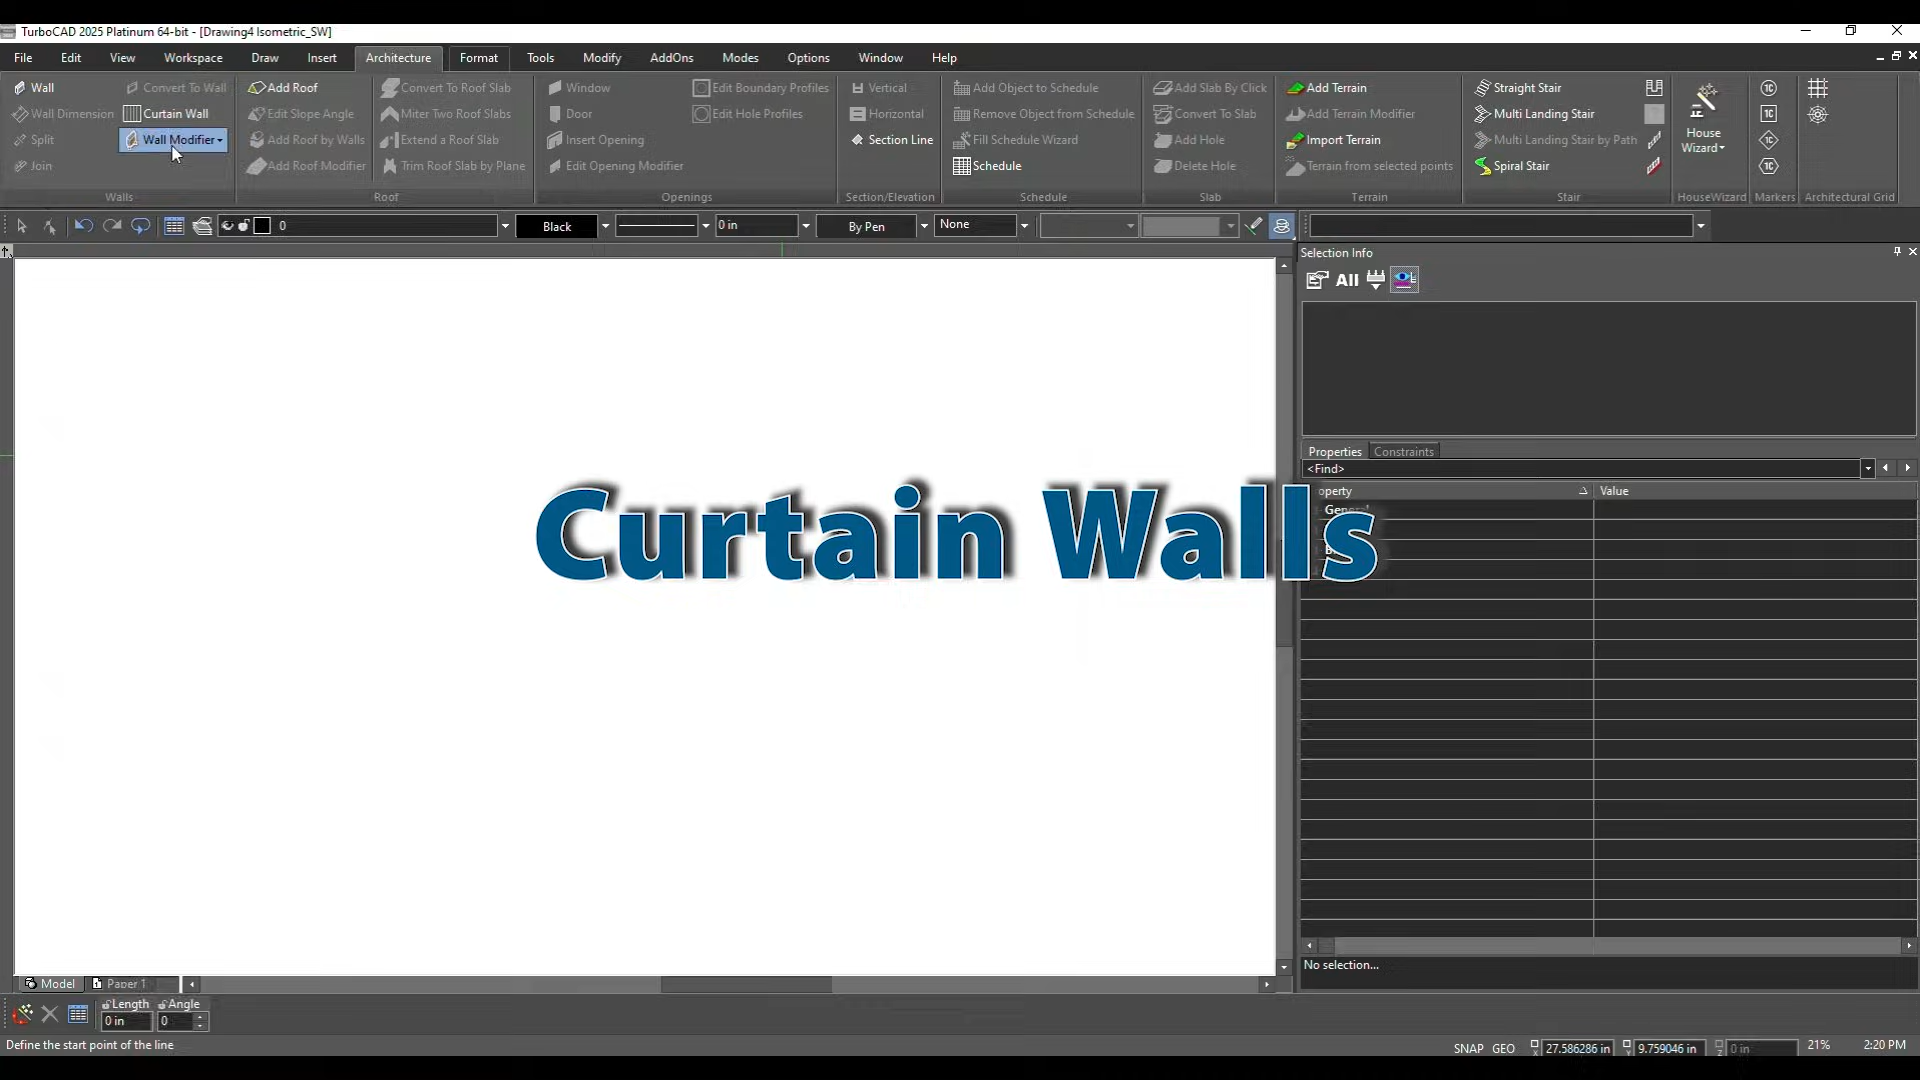 TurboCAD 2025 Platinum 64-bit - [Drawing4 Isometric_SW]
File Edit View Workspace Draw Insert Architecture Format Tools Modify AddOns Modes Options Window Help
Wall Convert To Wall Add Roof Convert To Roof Slab Window Edit Boundary Profiles Vertical Add Object to Schedule Add Slab By Click Add Terrain Straight Stair
Wall Dimension Curtain Wall Edit Slope Angle Miter Two Roof Slabs Door Edit Hole Profiles Horizontal Remove Object from Schedule Convert To Slab Add Terrain Modifier Multi Landing Stair
Split Wall Modifier Add Roof by Walls Extend a Roof Slab Insert Opening Section Line Fill Schedule Wizard Add Hole Import Terrain Multi Landing Stair by Path House Wizard
Join Add Roof Modifier Trim Roof Slab by Plane Edit Opening Modifier Schedule Delete Hole Terrain from selected points Spiral Stair
Walls Roof Openings Section/Elevation Schedule Slab Terrain Stair HouseWizard Markers Architectural Grid
0 Black 0 in By Pen None
Selection Info
All
Properties Constraints
<Find>
operty Value
Curtain Walls
No selection...
Model Paper 1
Length Angle
0 in 0
Define the start point of the line
SNAP GEO 27.586286 in 9.759046 in 0 in 21% 2:20 PM